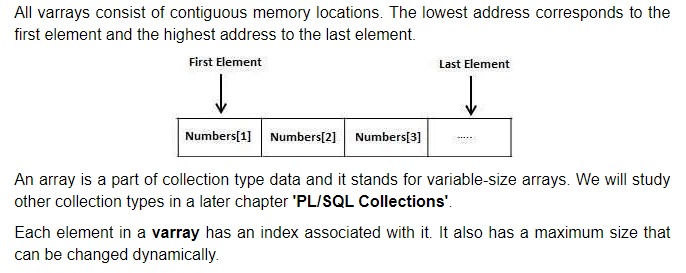 All varrays consist of contiguous memory locations. The lowest address corresponds to the
first element and the highest address to the last element.
First Element
Last Element
Numbers[1] Numbers[2] Numbers[3] .....
An array is a part of collection type data and it stands for variable-size arrays. We will study
other collection types in a later chapter 'PL/SQL Collections'.
Each element in a varray has an index associated with it. It also has a maximum size that
can be changed dynamically.